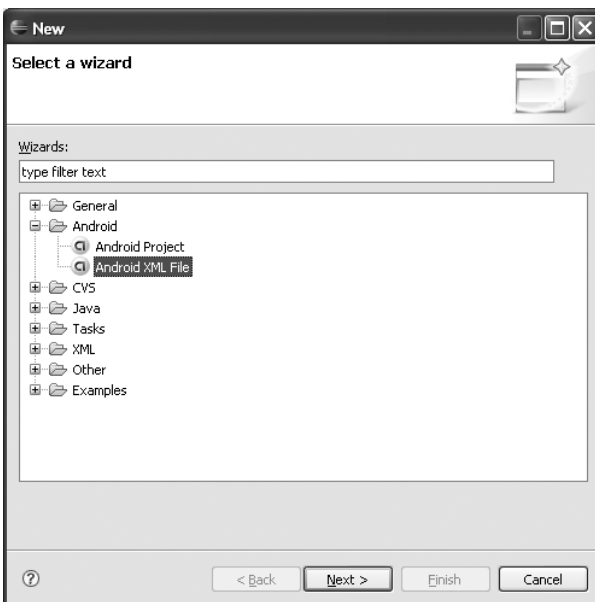 New
Select a wizard
Wizards:
type filter text
General
Android
Android Project
Android XML File
CVS
Java
Tasks
XML
Other
Examples
?
< Back
Next >
Finish
Cancel